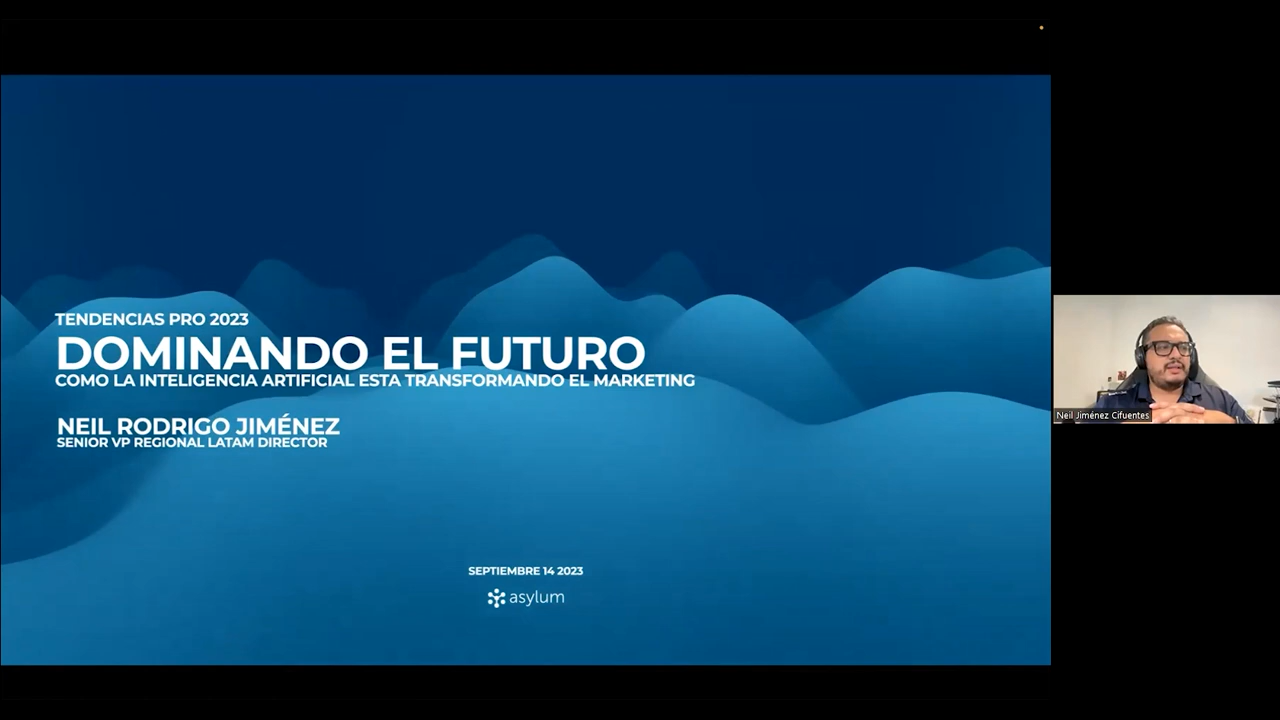 TENDENCIAS PRO 2023
DOMINANDO EL FUTURO
COMO LA INTELIGENCIA ARTIFICIAL ESTA TRANSFORMANDO EL MARKETING
NEIL RODRIGO JIMÉNEZ
SENIOR VP REGIONAL LATAM DIRECTOR
SEPTIEMBRE 14 2023
asylum
Neil Jiménez Cifuentes